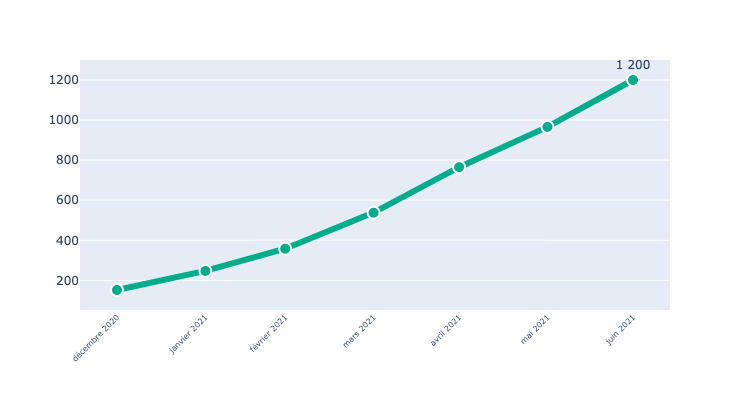 1 200
1200
1000
800
600
400
200
décembre 2020
janvier 2021
février 2021
mars 2021
avril 2021
mai 2021
juin 2021